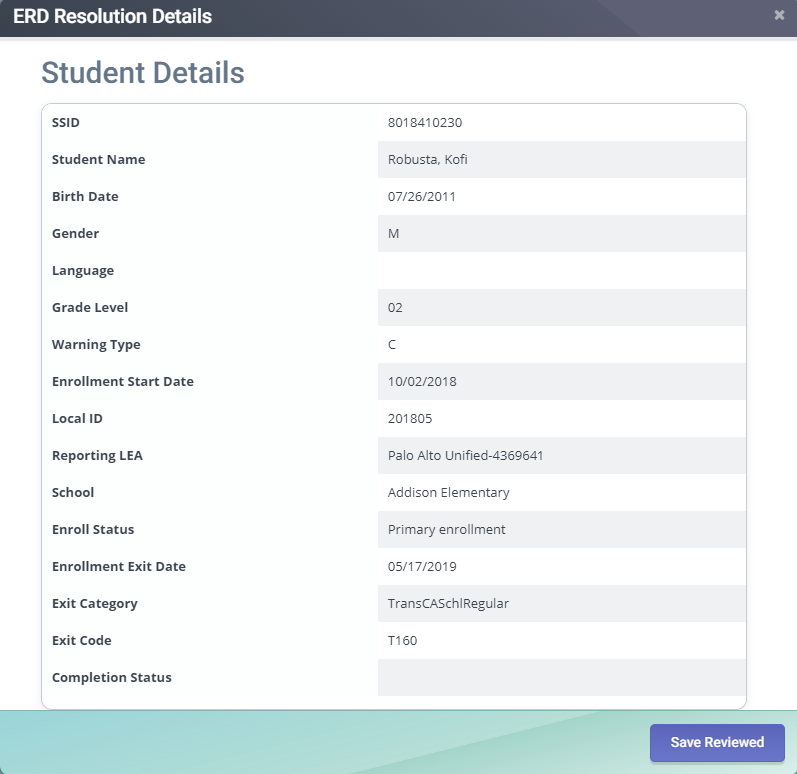 ERD Resolution Details
Student Details
SSID 8018410230
Student Name Robusta, Kofi
Birth Date 07/26/2011
Gender M
Language
Grade Level 02
Warning Type C
Enrollment Start Date 10/02/2018
Local ID 201805
Reporting LEA Palo Alto Unified-4369641
School Addison Elementary
Enroll Status Primary enrollment
Enrollment Exit Date 05/17/2019
Exit Category TransCASchlRegular
Exit Code T160
Completion Status
Save Reviewed